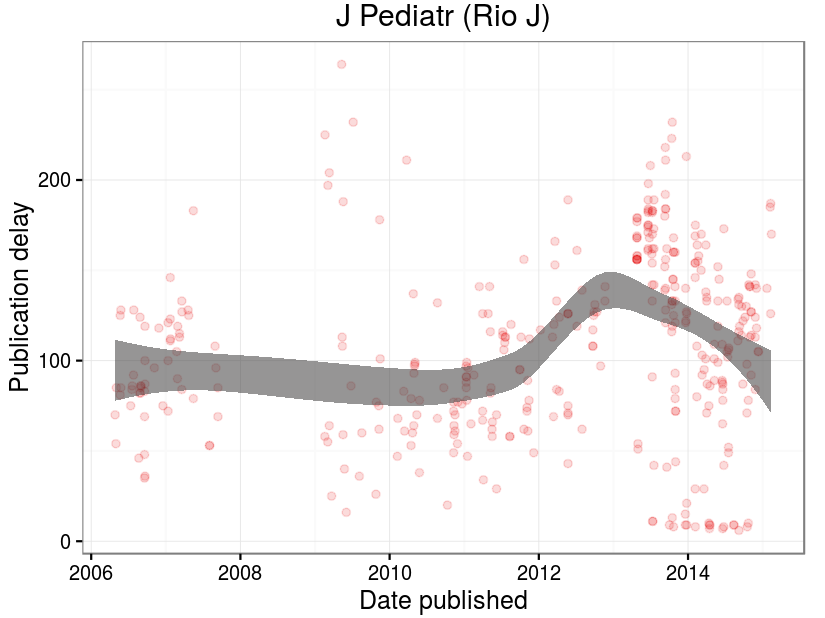 J Pediatr (Rio J)
Publication delay
200
100
0
2006 2008 2010 2012 2014
Date published